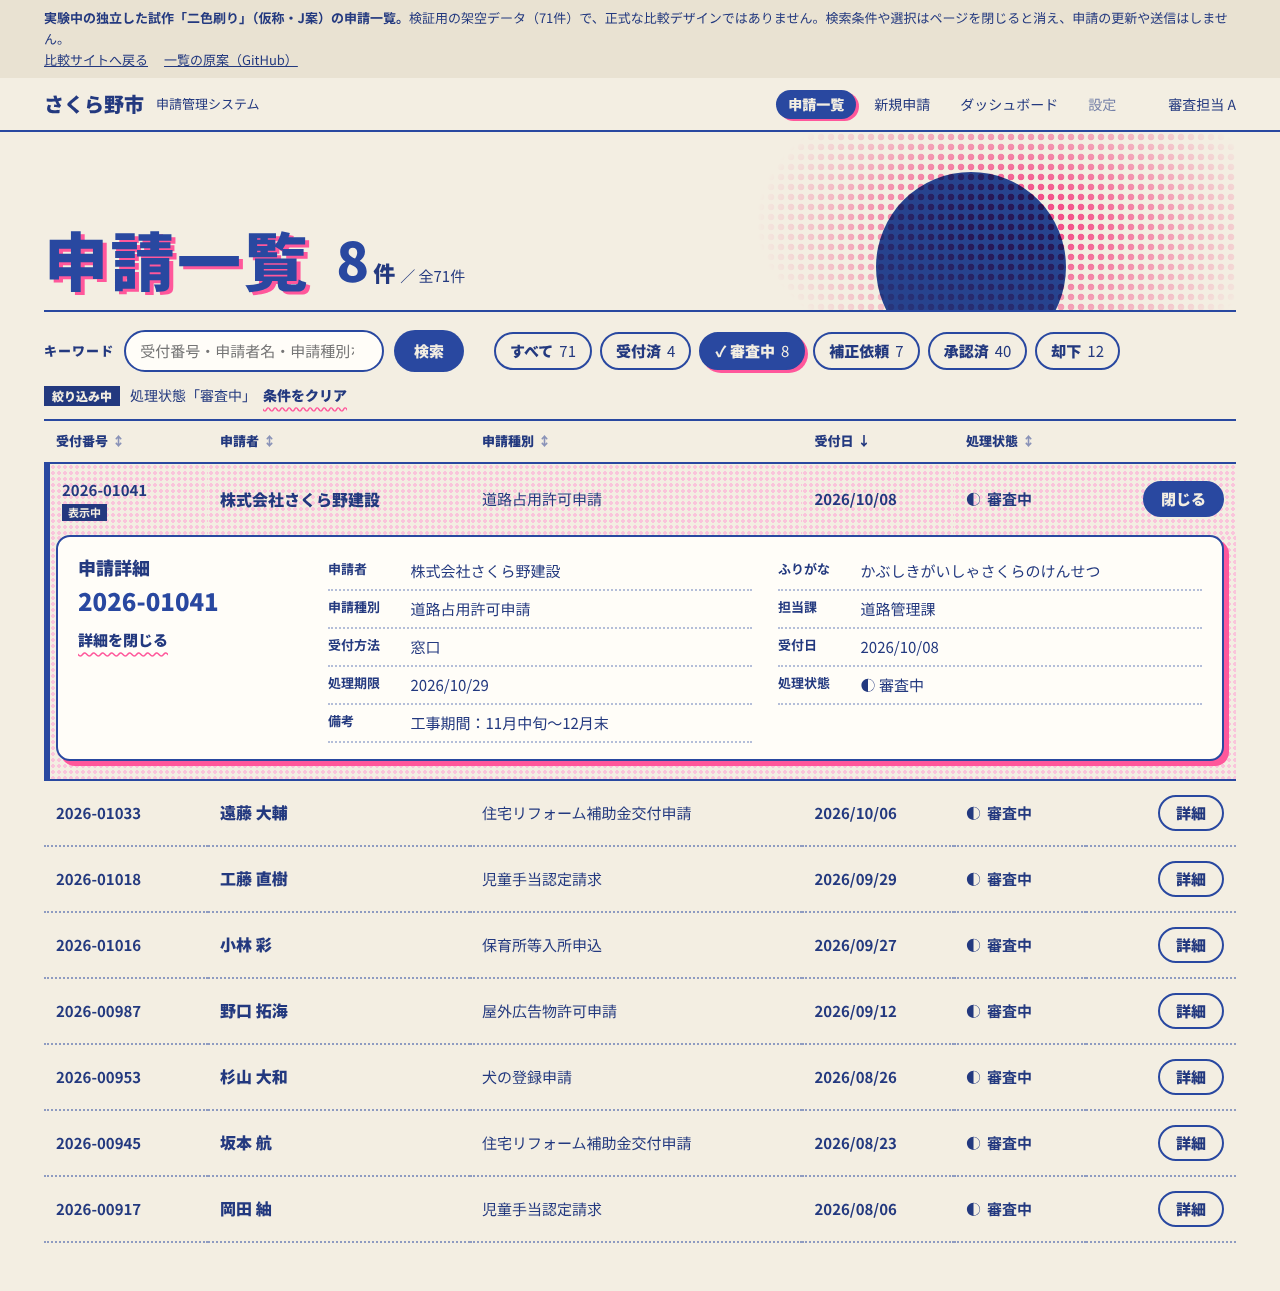 実験中の独立した試作「二色刷り」（仮称・J案）の申請一覧。検証用の架空データ（71件）で、正式な比較デザインではありません。検索条件や選択はページを閉じると消え、申請の更新や送信はしませ
ん。
比較サイトへ戻る 一覧の原案（GitHub）
さくら野市 申請管理システム 申請一覧 新規申請 ダッシュボード 設定 審査担当 A
申請一覧 8件 ／全71件
キーワード 受付番号・申請者名・申請種別 検索 すべて 71 受付済 4 ✓審査中 8 補正依頼 7 承認済 40 却下 12
絞り込み中 処理状態「審査中」 条件をクリア
受付番号 ↕ 申請者 ↕ 申請種別 ↕ 受付日 ↓ 処理状態 ↕
2026-01041 株式会社さくら野建設 道路占用許可申請 2026/10/08 ◐ 審査中 閉じる
表示中
申請詳細
2026-01041
詳細を閉じる
申請者 株式会社さくら野建設 ふりがな かぶしきがいしゃさくらのけんせつ
申請種別 道路占用許可申請 担当課 道路管理課
受付方法 窓口 受付日 2026/10/08
処理期限 2026/10/29 処理状態 ◐ 審査中
備考 工事期間：11月中旬〜12月末
2026-01033 遠藤 大輔 住宅リフォーム補助金交付申請 2026/10/06 ◐ 審査中 詳細
2026-01018 工藤 直樹 児童手当認定請求 2026/09/29 ◐ 審査中 詳細
2026-01016 小林 彩 保育所等入所申込 2026/09/27 ◐ 審査中 詳細
2026-00987 野口 拓海 屋外広告物許可申請 2026/09/12 ◐ 審査中 詳細
2026-00953 杉山 大和 犬の登録申請 2026/08/26 ◐ 審査中 詳細
2026-00945 坂本 航 住宅リフォーム補助金交付申請 2026/08/23 ◐ 審査中 詳細
2026-00917 岡田 紬 児童手当認定請求 2026/08/06 ◐ 審査中 詳細